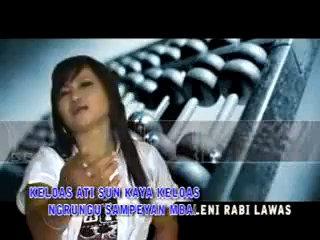 KELOAS ATI SUN KAYA KELOAS
NGRUNGU SAMPEYAN MBALENI RABI LAWAS